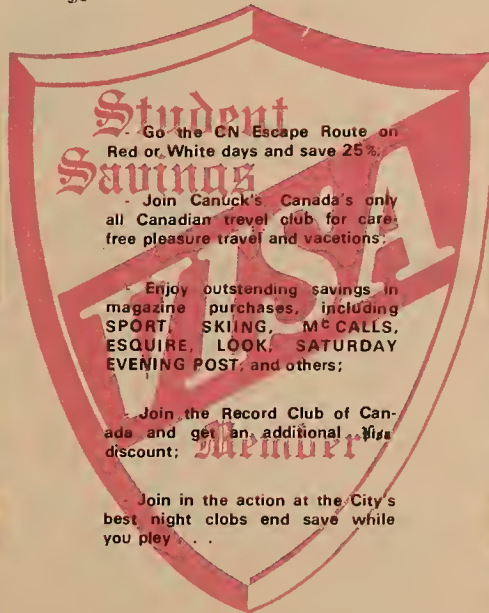 Student
Savings
VISA
Member
- Go the CN Escape Route on
Red or White days and save 25%;
- Join Canuck's, Canada's only
all Canadian trevel club for care-
free pleasure travel and vacetions;
- Enjoy outstanding savings in
magazine purchases, including
SPORT, SKIING, McCALLS,
ESQUIRE, LOOK, SATURDAY
EVENING POST, and others;
- Join the Record Club of Can-
ada and get an additional Visa
discount;
- Join in the action at the City's
best night clobs end save while
you pley . . .